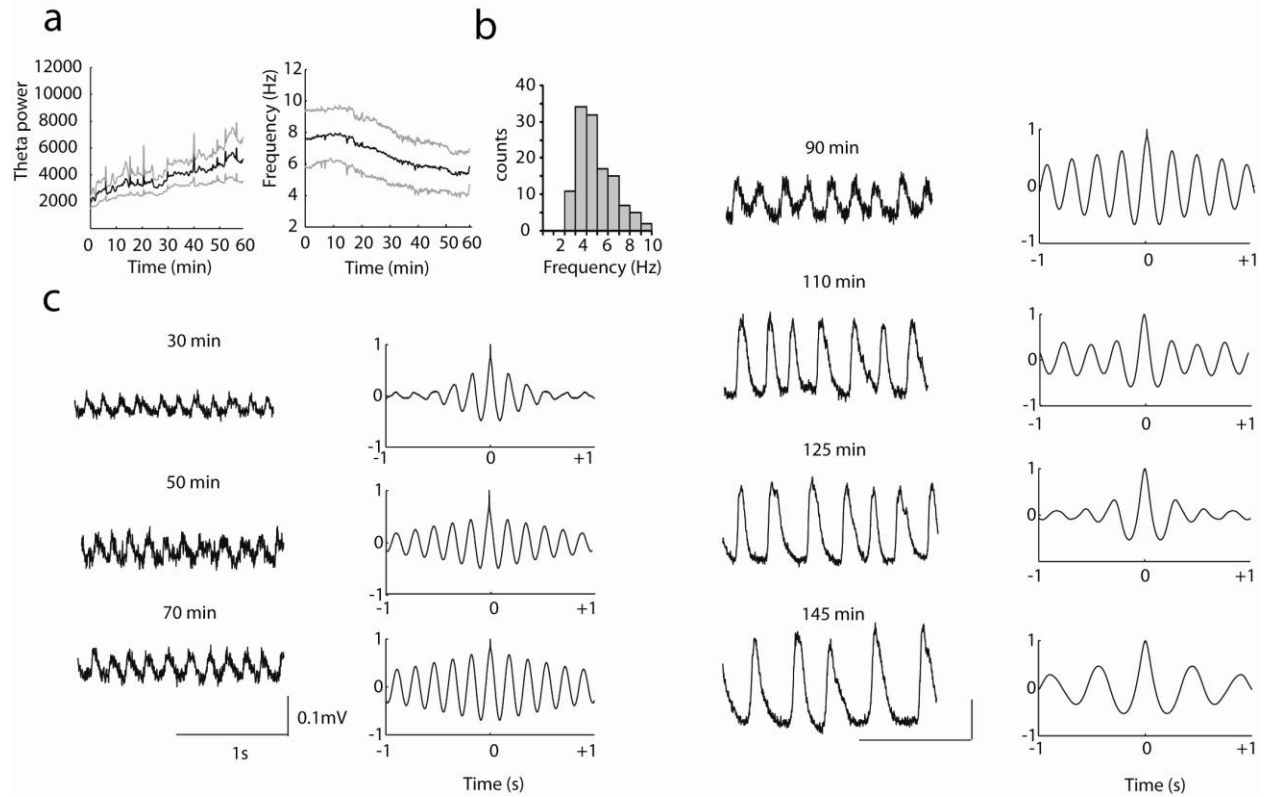 a
Theta power
12000
10000
8000
6000
4000
2000
0 10 20 30 40 50 60
Time (min)
Frequency (Hz)
12
10
8
6
4
2
0 10 20 30 40 50 60
Time (min)
b
counts
40
30
20
10
0
2 4 6 8 10
Frequency (Hz)
c
30 min
1
0
-1
-1 0 +1
50 min
1
0
-1
-1 0 +1
70 min
1
0
-1
-1 0 +1
0.1mV
1s
Time (s)
90 min
1
0
-1
-1 0 +1
110 min
1
0
1
-1 0 +1
125 min
1
0
-1
-1 0 +1
145 min
1
0
1
-1 0 +1
Time (s)